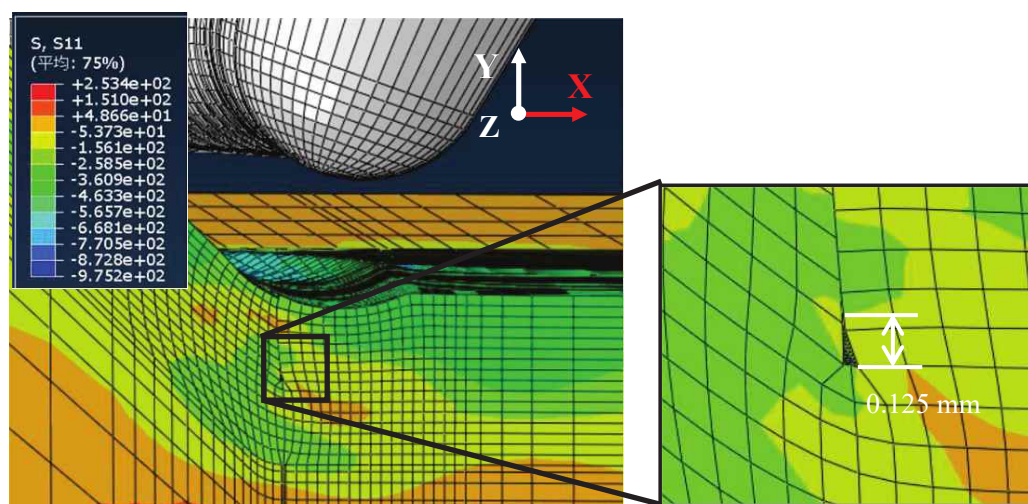 S, S11
(平均: 75%)
+2.534e+02
+1.510e+02
+4.866e+01
-5.373e+01
-1.561e+02
-2.585e+02
-3.609e+02
-4.633e+02
-5.657e+02
-6.681e+02
-7.705e+02
-8.728e+02
-9.752e+02
Y
X
Z
0.125 mm